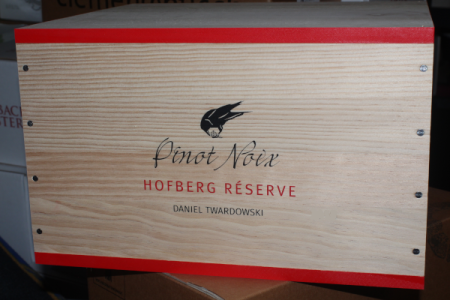 Pinot Noix
HOFBERG RÉSERVE
DANIEL TWARDOWSKI